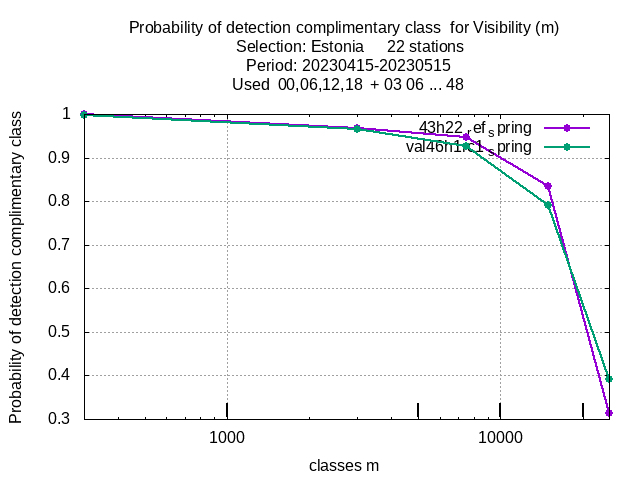 Probability of detection complimentary class  for Visibility (m)
Selection: Estonia     22 stations
Period: 20230415-20230515
Used  00,06,12,18  + 03 06 ... 48
Probability of detection complimentary class
1
0.9
0.8
0.7
0.6
0.5
0.4
0.3
43h22_ref_spring
val46h1rc1_spring
1000
10000
classes m